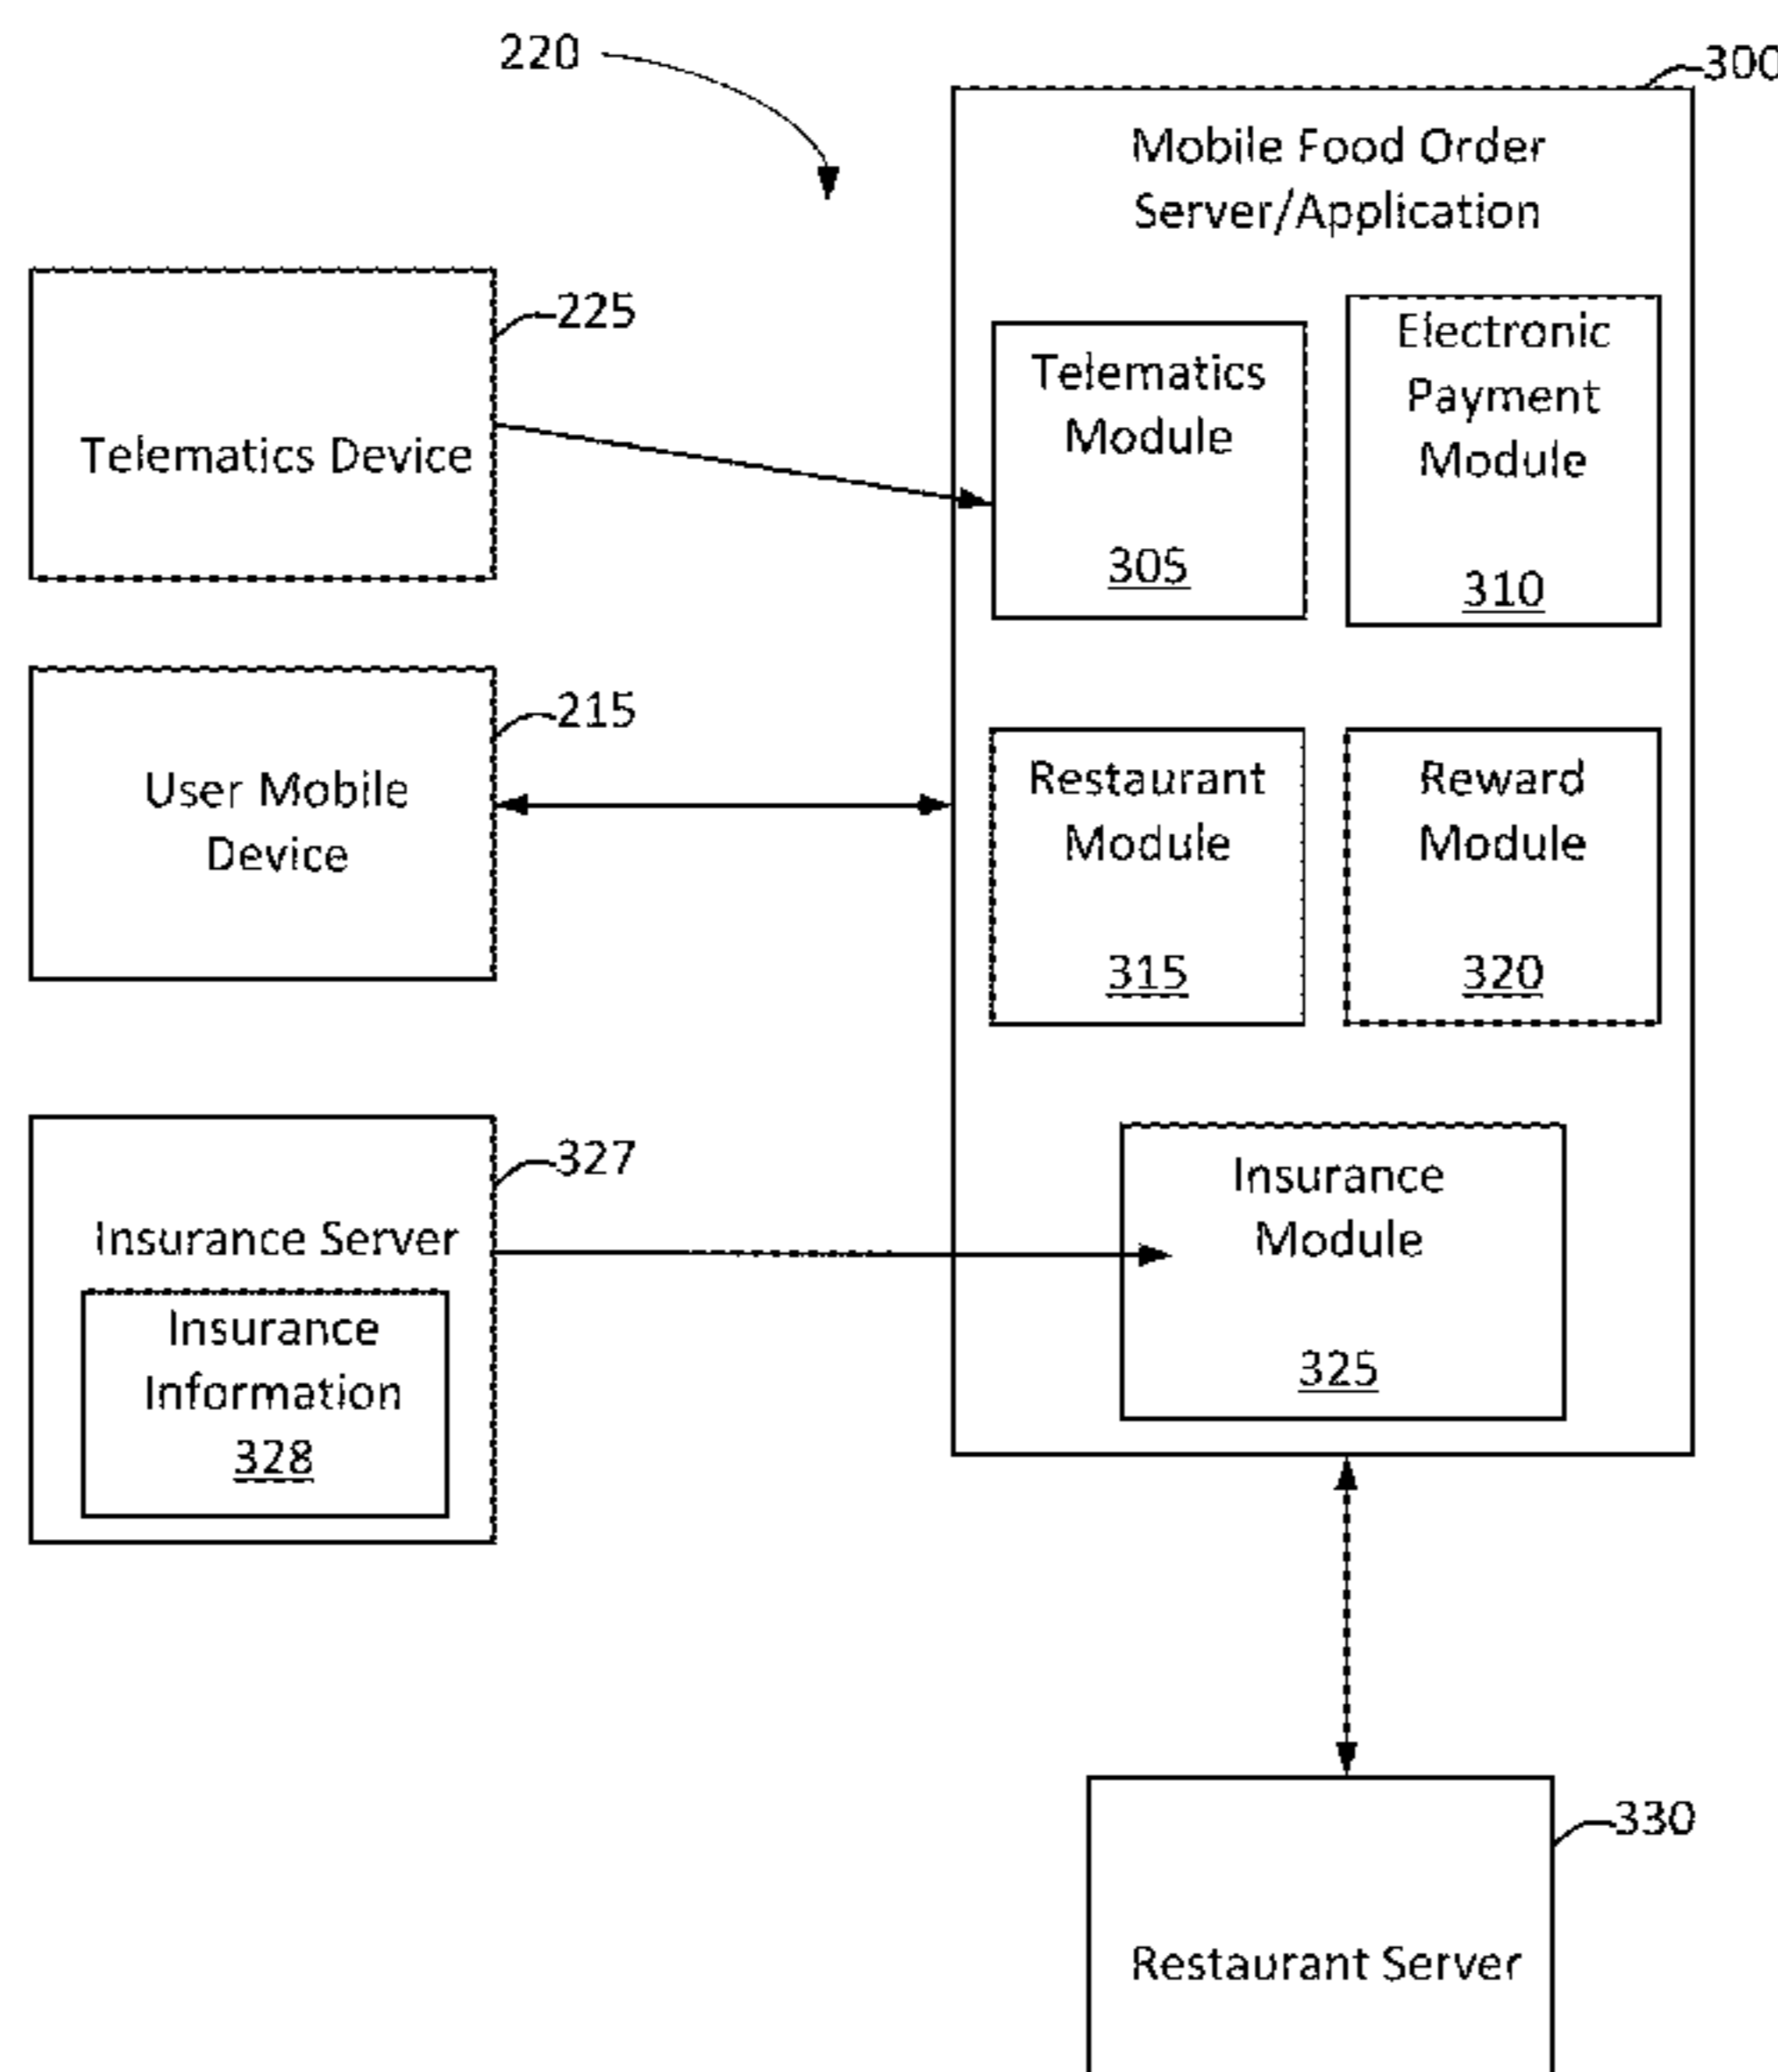 220
300
Mobile Food Order
Server/Application
225
Telematics Device
Telematics
Module
305
Electronic
Payment
Module
310
215
User Mobile
Device
Restaurant
Module
315
Reward
Module
320
327
Insurance Server
Insurance
Information
328
Insurance
Module
325
330
Restaurant Server